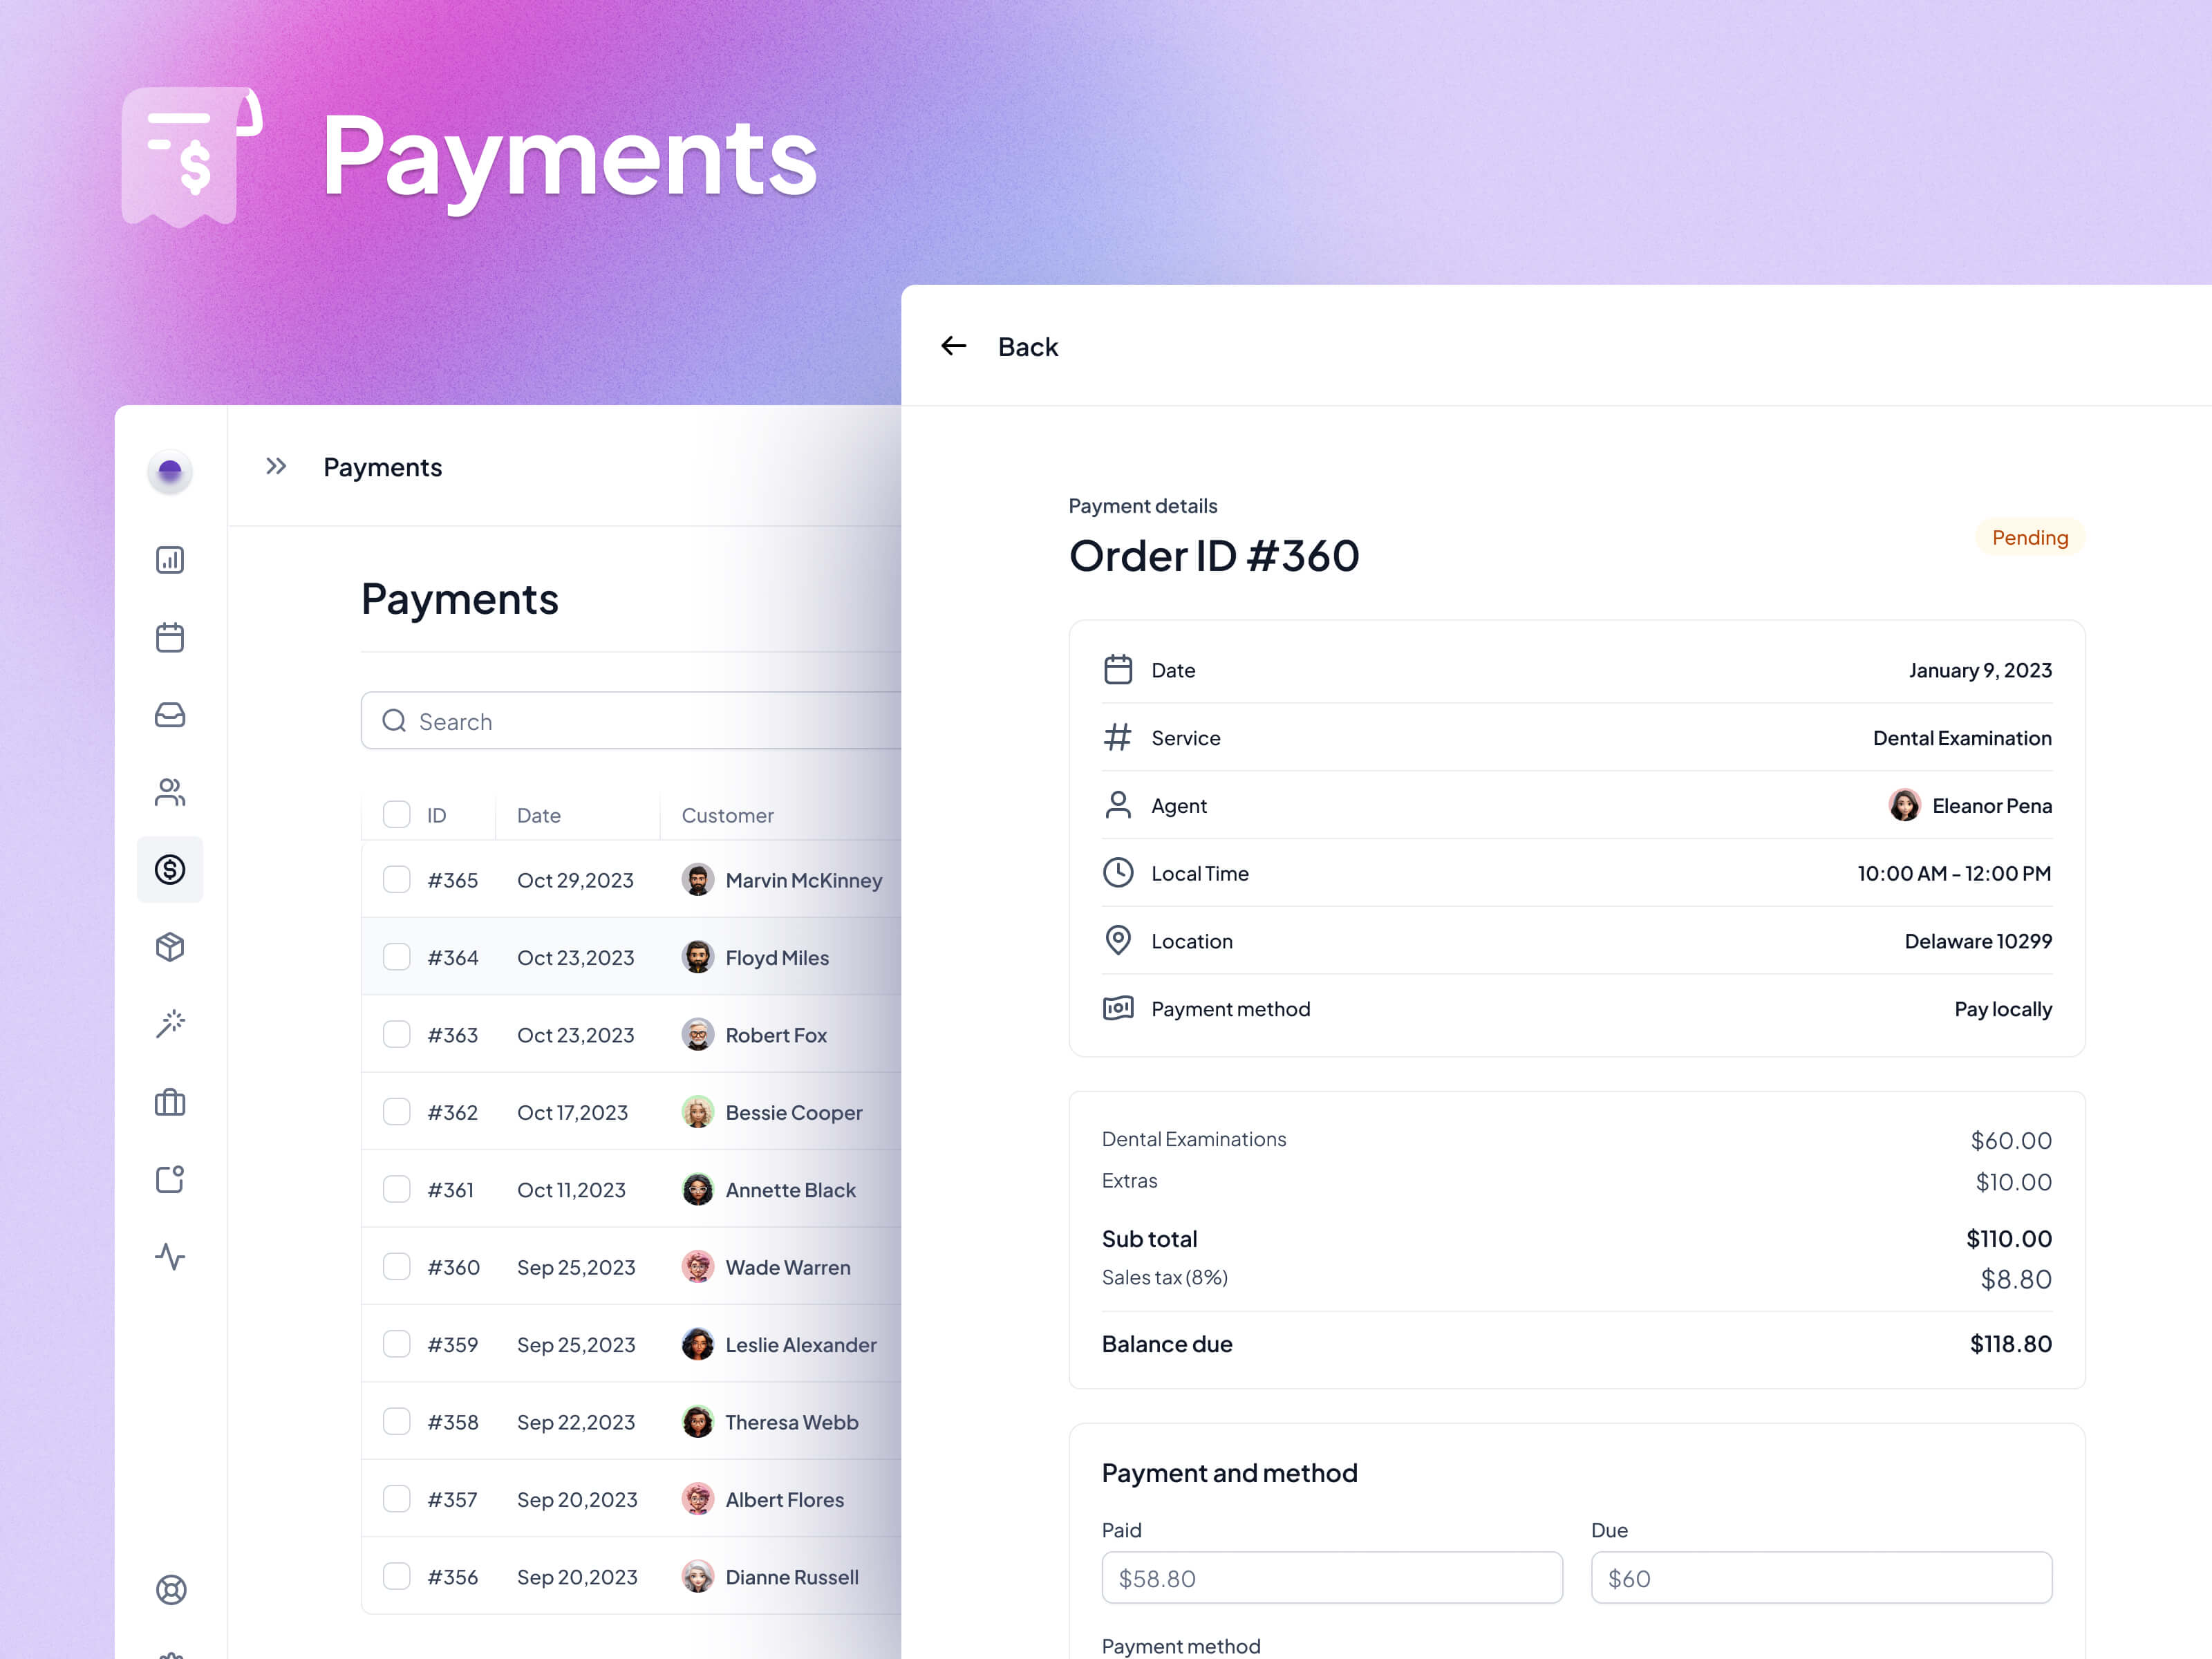 $
Payments
Payments
Payments
Search
ID Date Customer
#365 Oct 29,2023 Marvin McKinney
#364 Oct 23,2023 Floyd Miles
#363 Oct 23,2023 Robert Fox
#362 Oct 17,2023 Bessie Cooper
#361 Oct 11,2023 Annette Black
#360 Sep 25,2023 Wade Warren
#359 Sep 25,2023 Leslie Alexander
#358 Sep 22,2023 Theresa Webb
#357 Sep 20,2023 Albert Flores
#356 Sep 20,2023 Dianne Russell
Back
Payment details
Order ID #360
Pending
Date January 9, 2023
Service Dental Examination
Agent Eleanor Pena
Local Time 10:00 AM - 12:00 PM
Location Delaware 10299
Payment method Pay locally
Dental Examinations $60.00
Extras $10.00
Sub total $110.00
Sales tax (8%) $8.80
Balance due $118.80
Payment and method
Paid Due
$58.80 $60
Payment method